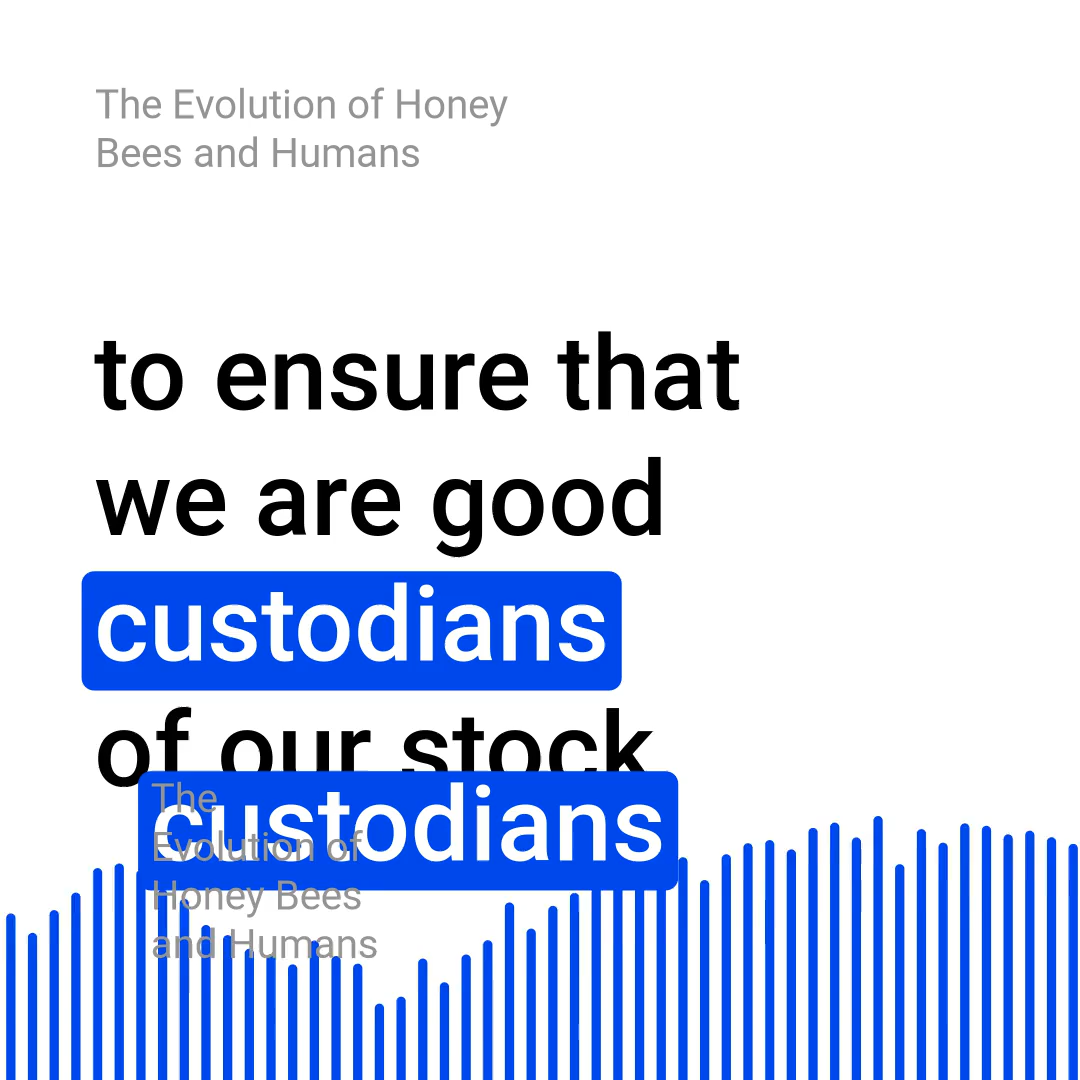 The Evolution of Honey
Bees and Humans
to ensure that
we are good
custodians
of our stock
custodians
The
Evolution of
Honey Bees
and Humans